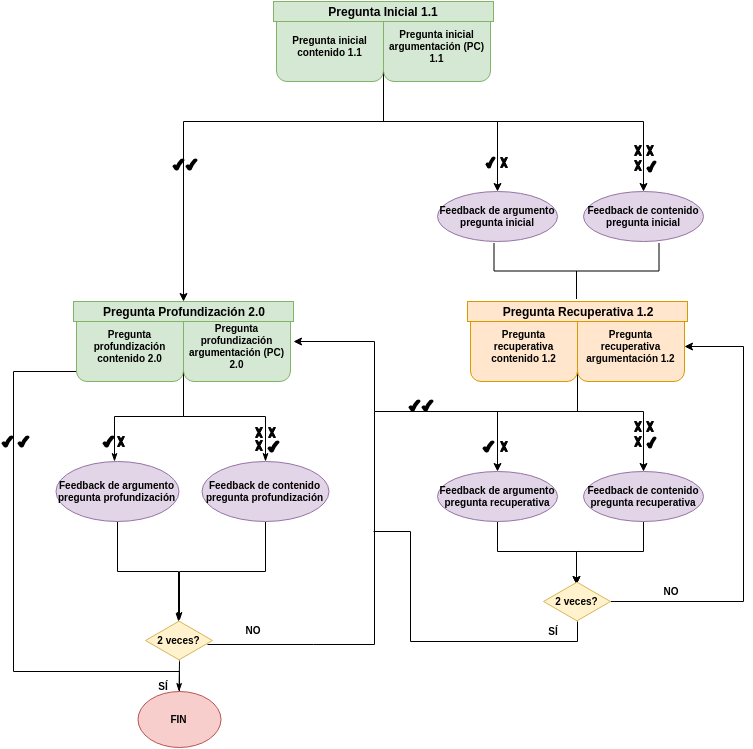 Pregunta Inicial 1.1
Pregunta inicial
contenido 1.1
Pregunta inicial
argumentación (PC)
1.1
✔✔
✔ X
X X
X ✔
Feedback de argumento
pregunta inicial
Feedback de contenido
pregunta inicial
Pregunta Profundización 2.0
Pregunta
profundización
contenido 2.0
Pregunta
profundización
argumentación (PC)
2.0
Pregunta Recuperativa 1.2
Pregunta
recuperativa
contenido 1.2
Pregunta
recuperativa
argumentación 1.2
✔✔
✔ ✔
✔ X
X X
X ✔
✔ X
X X
X ✔
Feedback de argumento
pregunta profundización
Feedback de contenido
pregunta profundización
Feedback de argumento
pregunta recuperativa
Feedback de contenido
pregunta recuperativa
2 veces?
NO
SÍ
2 veces?
NO
SÍ
FIN